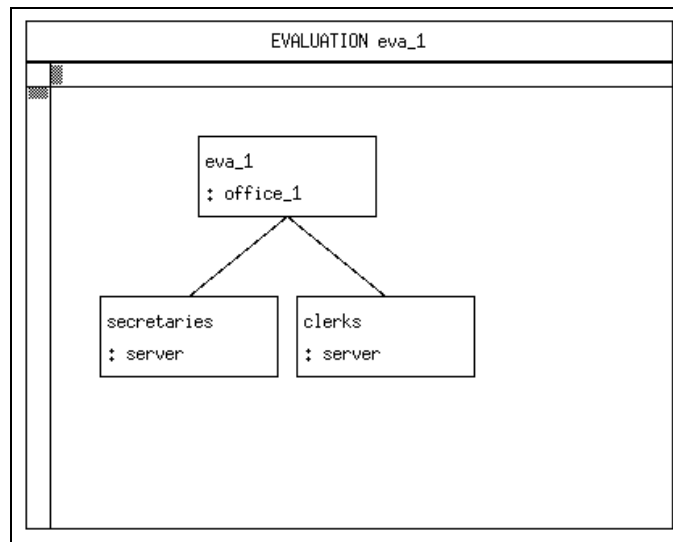 EVALUATION eva_1
eva_1
: office_1
secretaries
: server
clerks
: server